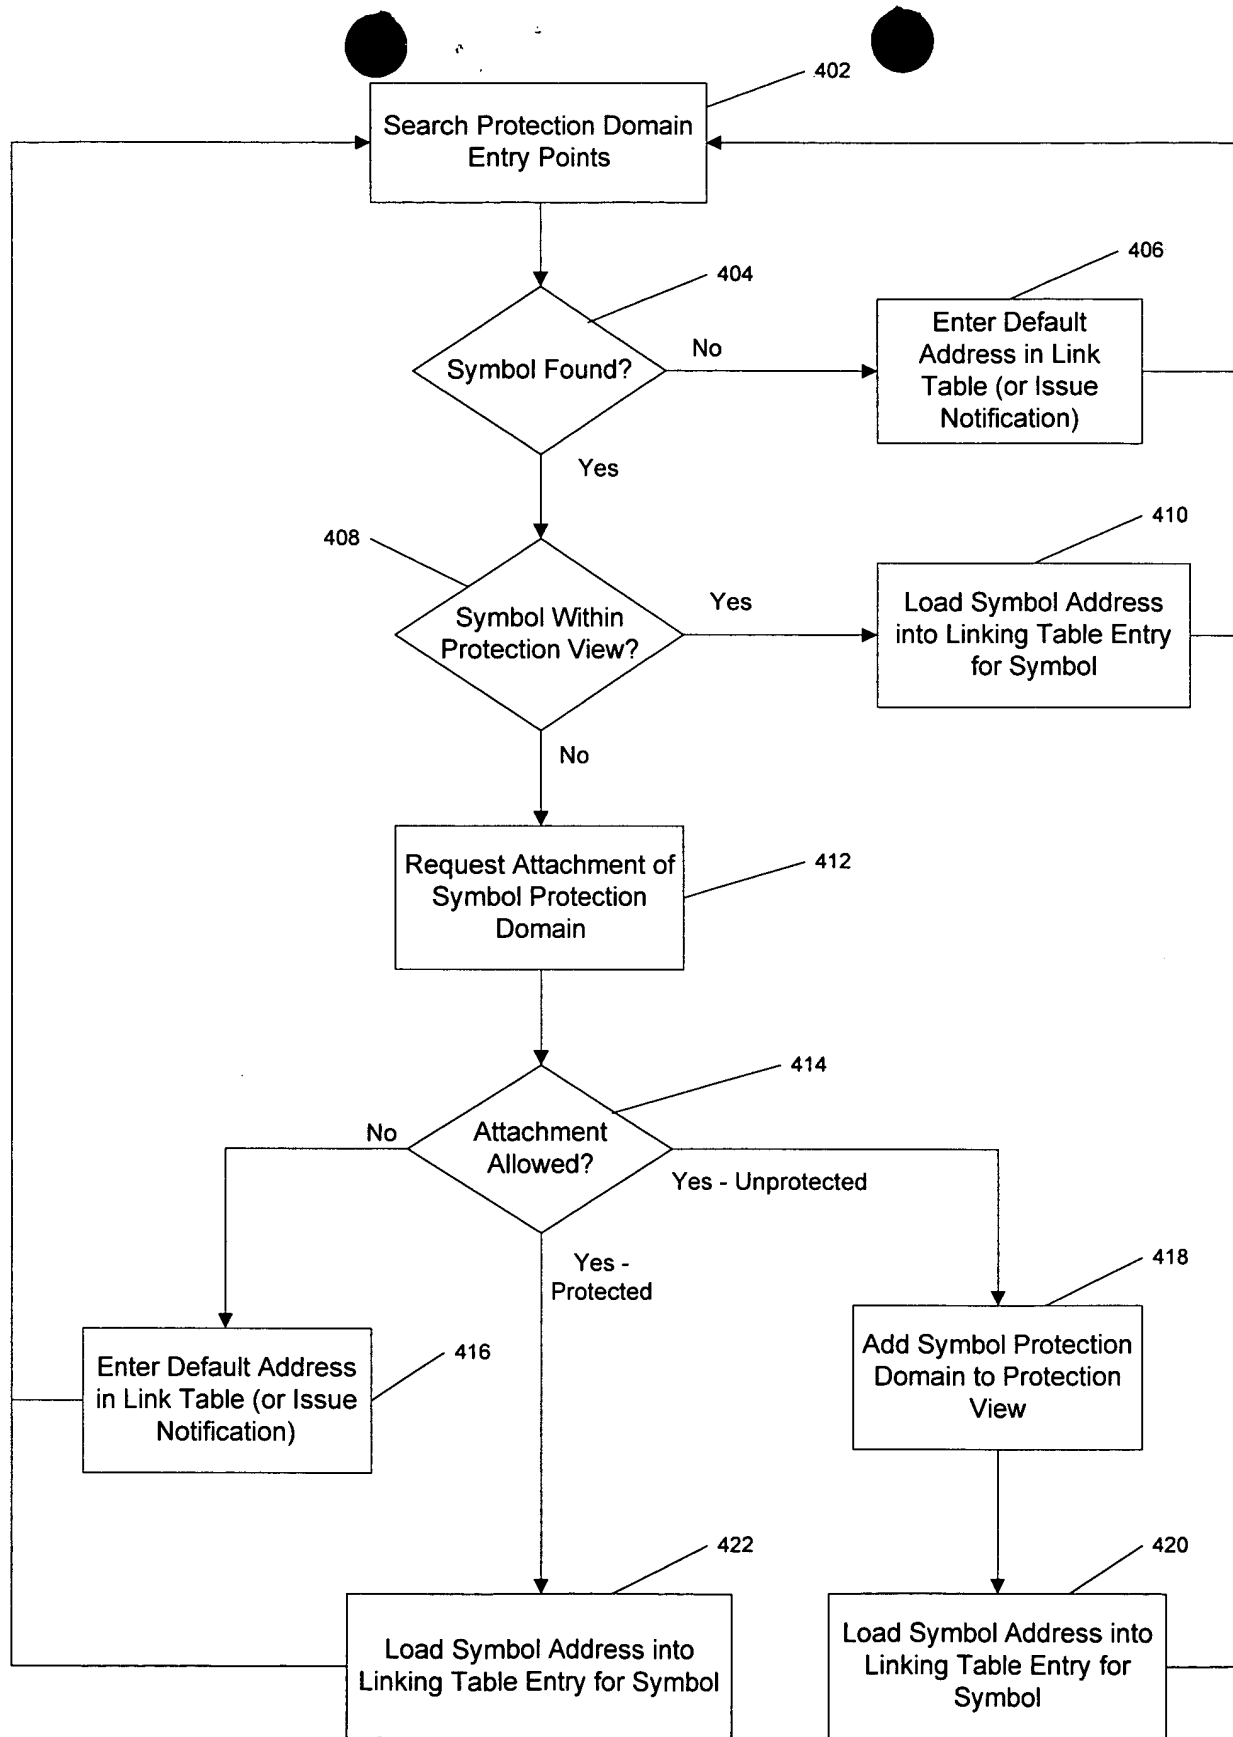 402
Search Protection Domain
Entry Points
404
406
Enter Default
Address in Link
Table (or Issue
Notification)
Symbol Found?
No
Yes
408
410
Symbol Within
Protection View?
Yes
Load Symbol Address
into Linking Table Entry
for Symbol
No
Request Attachment of
Symbol Protection
Domain
412
414
No
Attachment
Allowed?
Yes - Unprotected
Yes -
Protected
418
Add Symbol Protection
Domain to Protection
View
Enter Default Address
in Link Table (or Issue
Notification)
416
422
420
Load Symbol Address into
Linking Table Entry for Symbol
Load Symbol Address into
Linking Table Entry for
Symbol